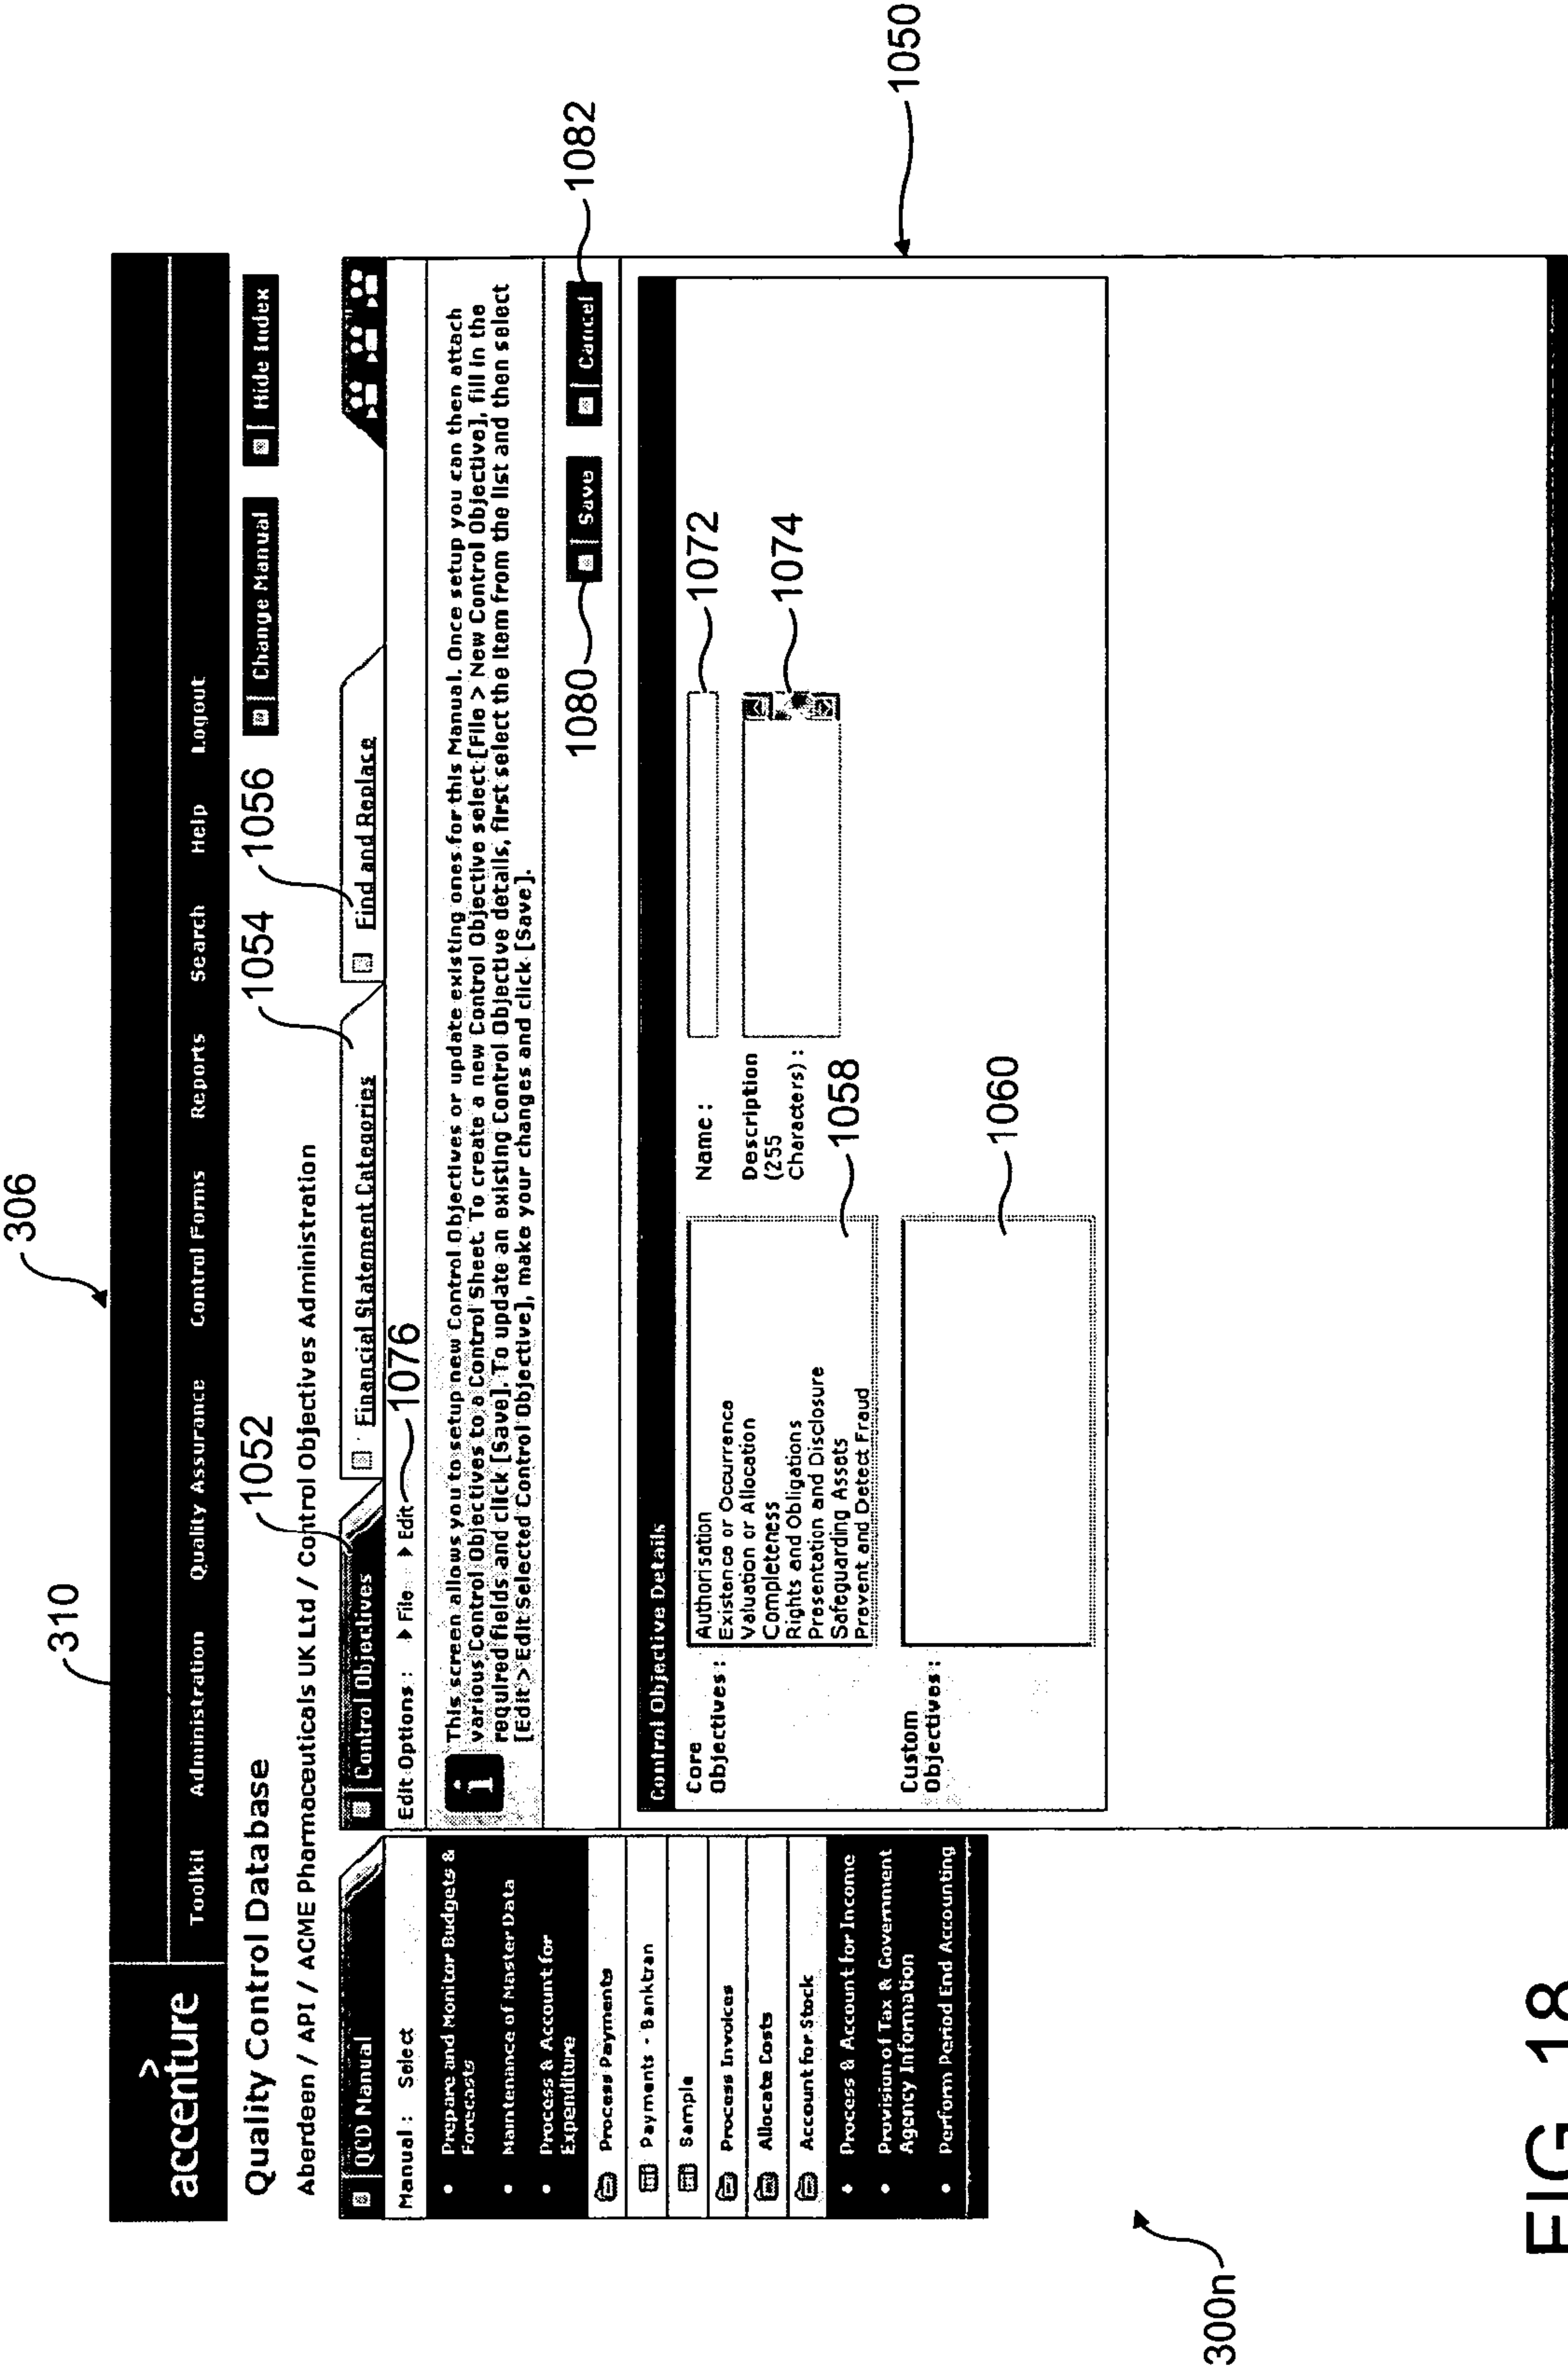 306
310
accenture
>
Toolkit Administration Quality Assurance Control Forms Reports Search Help Logout
Quality Control Database
1052
1054
1056
Change Manual
Hide Index
Aberdeen / API / ACME Pharmaceuticals UK Ltd / Control Objectives Administration
QCD Manual
Control Objectives
Financial Statement Categories
Find and Replace
Manual : Select
Edit Options : File Edit
1076
Prepare and Monitor Budgets &
Forecasts
Maintenance of Master Data
Process & Account for
Expenditure
Process Payments
Payments - Banktran
Sample
Process Invoices
Allocate Costs
Account for Stock
Process & Account for Income
Provision of Tax & Government
Agency Information
Perform Period End Accounting
i
This screen allows you to setup new Control Objectives or update existing ones for this Manual. Once setup you can then attach
various Control Objectives to a Control Sheet. To create a new Control Objective select [File > New Control Objective], fill in the
required fields and click [Save]. To update an existing Control Objective details, first select the item from the list and then select
[Edit > Edit Selected Control Objective], make your changes and click [Save].
1080
Save
Cancel
1082
Control Objective Details
Core
Objectives :
Authorisation
Existence or Occurrence
Valuation or Allocation
Completeness
Rights and Obligations
Presentation and Disclosure
Safeguarding Assets
Prevent and Detect Fraud
Name :
1072
Description
(255
Characters) :
1074
1058
Custom
Objectives :
1060
1050
300n
FIG. 18